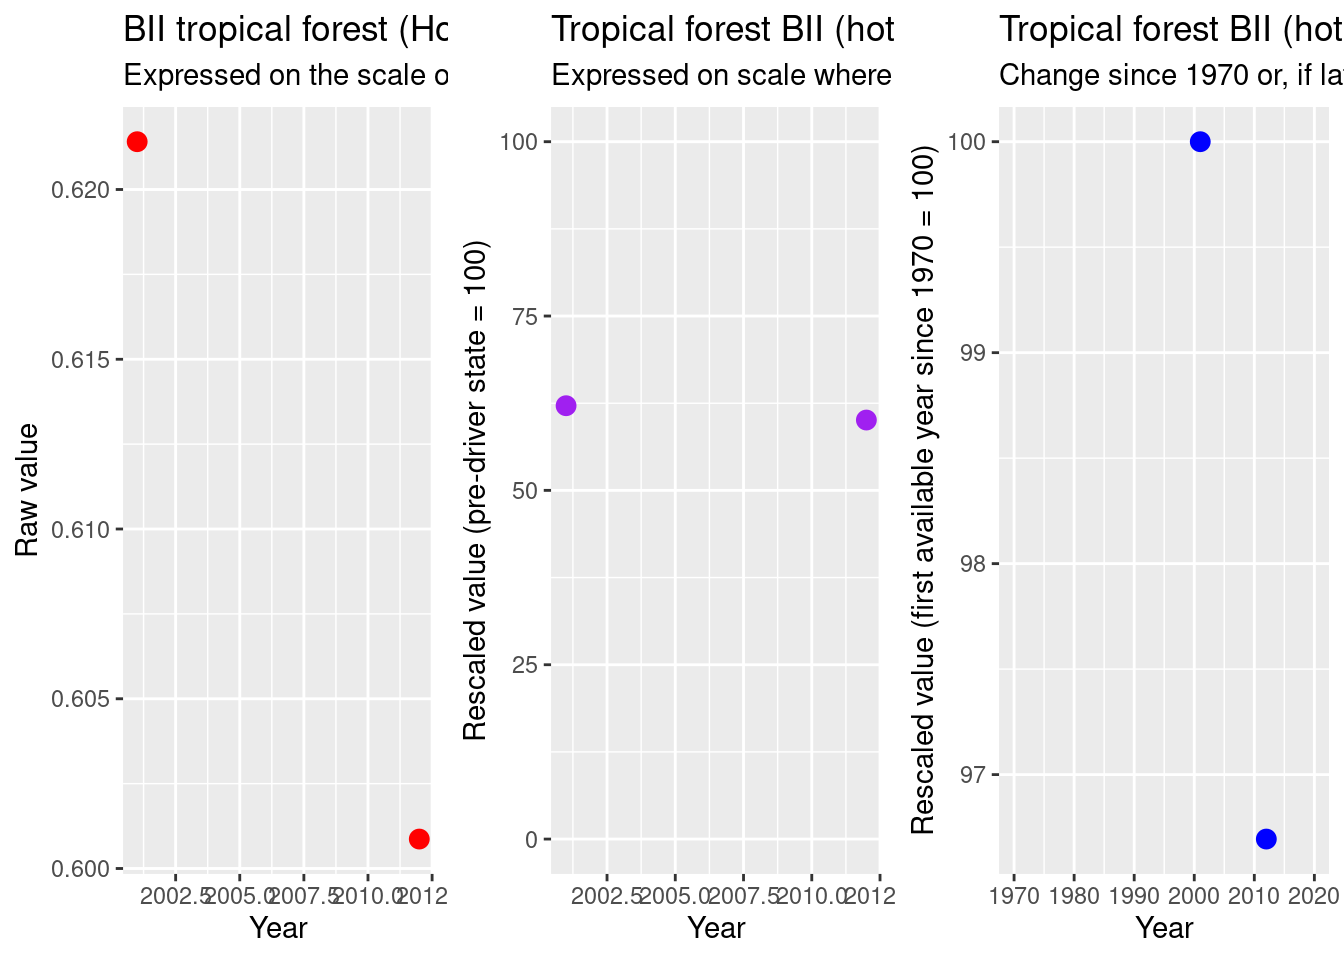 BII tropical forest (Ho
Expressed on the scale o
Raw value
0.620
0.615
0.610
0.605
0.600
2002.5 2005.0 2007.5 2010.0 2012
Year
Tropical forest BII (hot
Expressed on scale where
Rescaled value (pre-driver state = 100)
100
75
50
25
0
2002.5 2005.0 2007.5 2010.0 2012
Year
Tropical forest BII (hot
Change since 1970 or, if la
Rescaled value (first available year since 1970 = 100)
100
99
98
97
1970 1980 1990 2000 2010 2020
Year